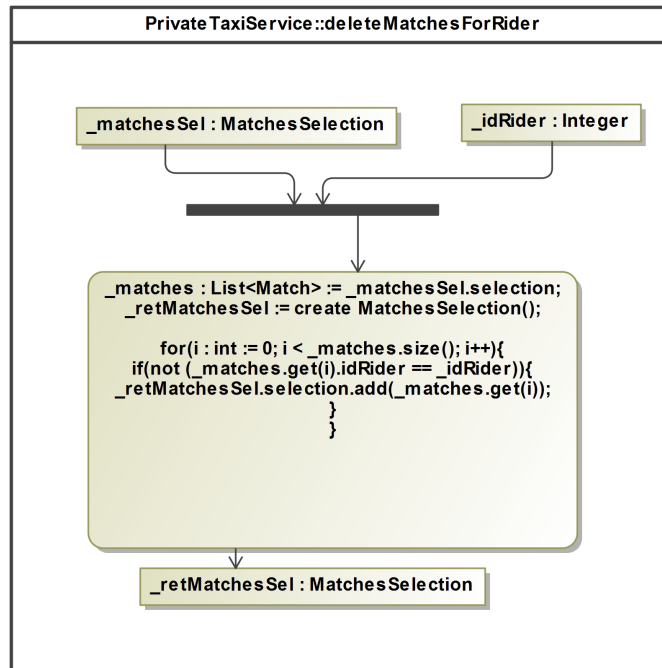 PrivateTaxiService::deleteMatchesForRider
_matchesSel : MatchesSelection
_idRider : Integer
_matches : List<Match> := _matchesSel.selection;
_retMatchesSel := create MatchesSelection();
for(i : int := 0; i < _matches.size(); i++){
if(not (_matches.get(i).idRider == _idRider)){
_retMatchesSel.selection.add(_matches.get(i));
}
}
_retMatchesSel : MatchesSelection